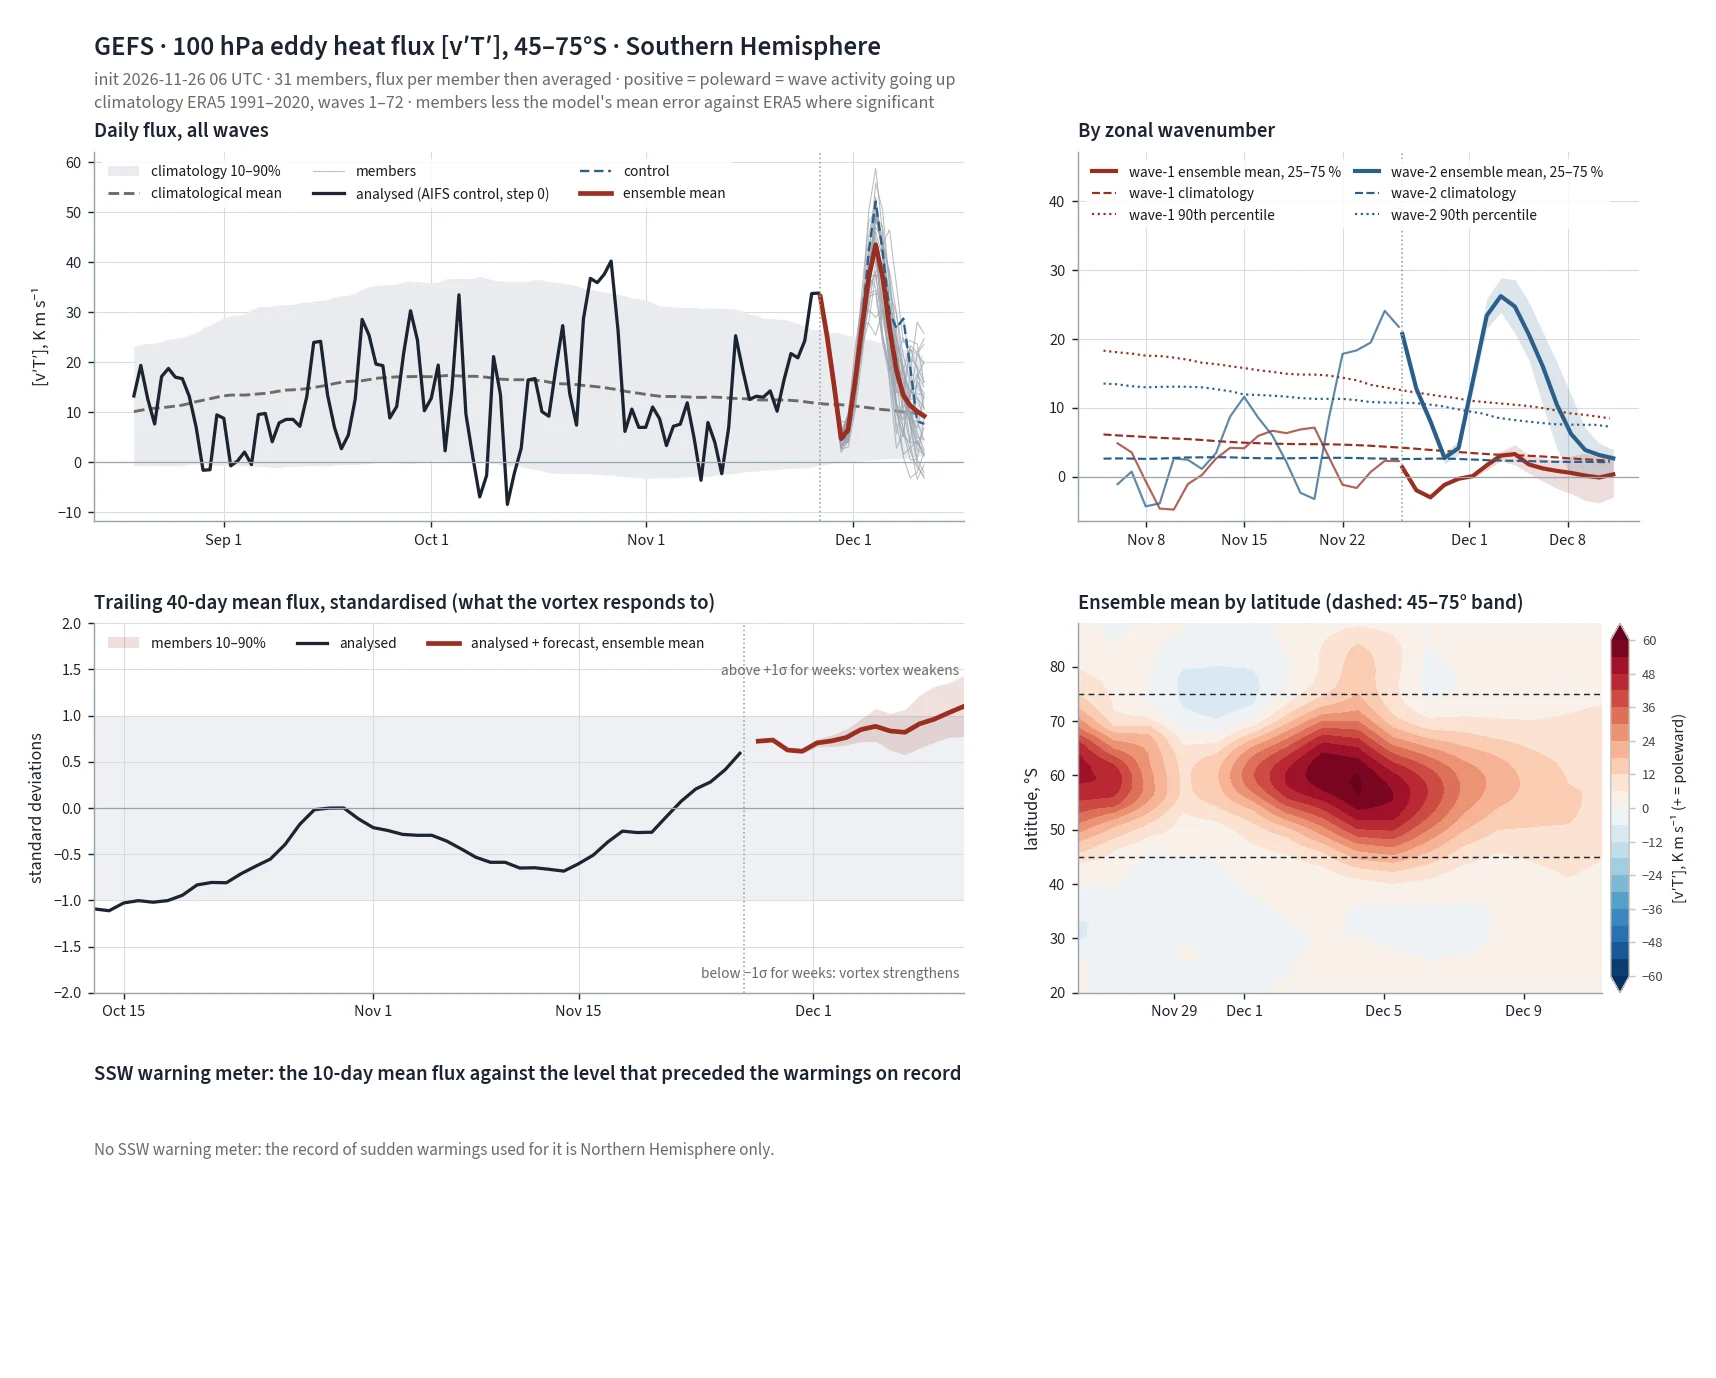 GEFS · 100 hPa eddy heat flux [v′T′], 45–75°S · Southern Hemisphere
init 2026-11-26 06 UTC · 31 members, flux per member then averaged · positive = poleward = wave activity going up
climatology ERA5 1991–2020, waves 1–72 · members less the model's mean error against ERA5 where significant
Daily flux, all waves
climatology 10–90%
climatological mean
members
analysed (AIFS control, step 0)
control
ensemble mean
[v′T′], K m s⁻¹
60
50
40
30
20
10
0
−10
Sep 1
Oct 1
Nov 1
Dec 1
By zonal wavenumber
wave-1 ensemble mean, 25–75 %
wave-1 climatology
wave-1 90th percentile
wave-2 ensemble mean, 25–75 %
wave-2 climatology
wave-2 90th percentile
40
30
20
10
0
Nov 8
Nov 15
Nov 22
Dec 1
Dec 8
Trailing 40-day mean flux, standardised (what the vortex responds to)
members 10–90%
analysed
analysed + forecast, ensemble mean
above +1σ for weeks: vortex weakens
below −1σ for weeks: vortex strengthens
standard deviations
2.0
1.5
1.0
0.5
0.0
−0.5
−1.0
−1.5
−2.0
Oct 15
Nov 1
Nov 15
Dec 1
Ensemble mean by latitude (dashed: 45–75° band)
latitude, °S
80
70
60
50
40
30
20
Nov 29
Dec 1
Dec 5
Dec 9
60
48
36
24
12
0
−12
−24
−36
−48
−60
[v′T′], K m s⁻¹ (+ = poleward)
SSW warning meter: the 10-day mean flux against the level that preceded the warmings on record
No SSW warning meter: the record of sudden warmings used for it is Northern Hemisphere only.